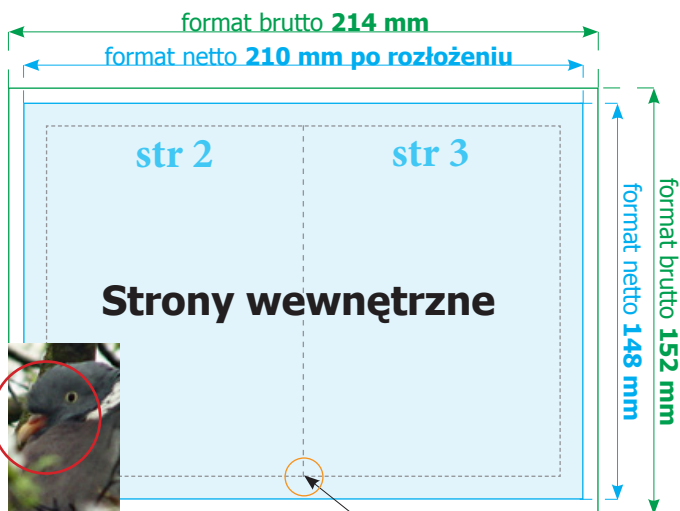 format brutto 214 mm
format netto 210 mm po rozłożeniu
str 2
str 3
Strony wewnętrzne
format netto 148 mm
format brutto 152 mm